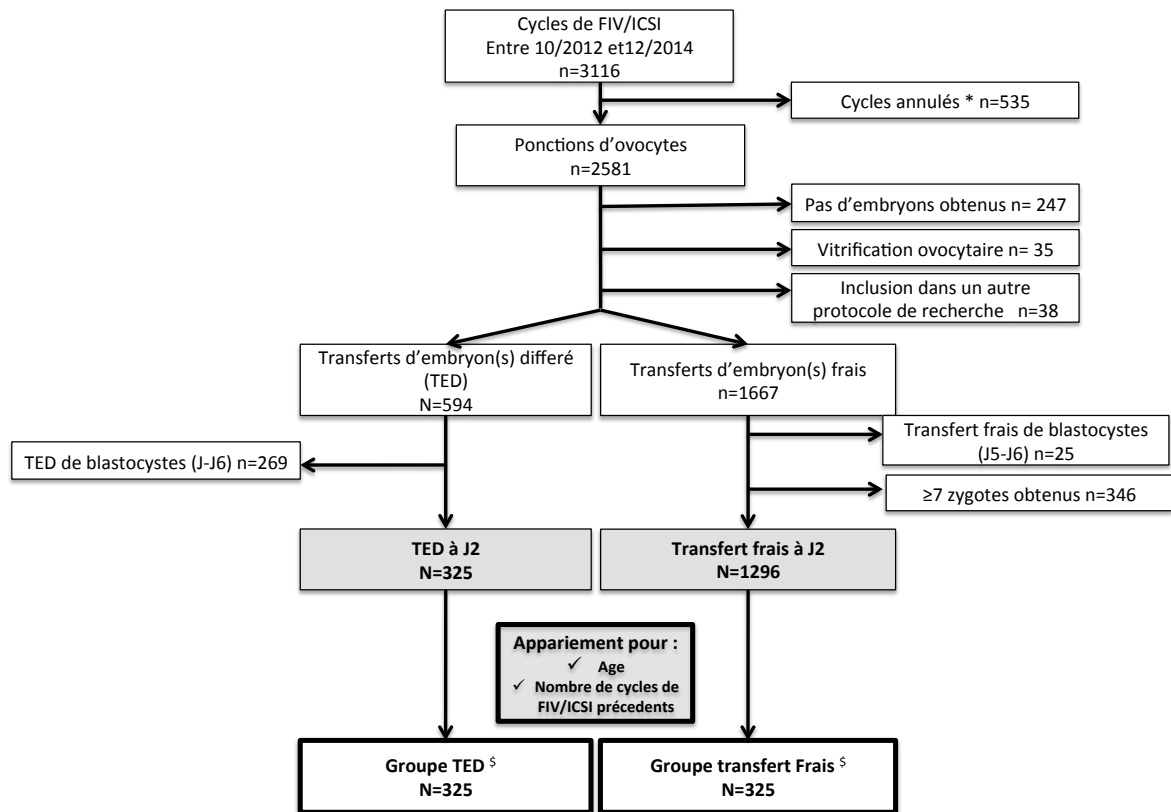 Cycles de FIV/ICSI
Entre 10/2012 et12/2014
n=3116
Cycles annulés * n=535
Ponctions d'ovocytes
n=2581
Pas d'embryons obtenus n= 247
Vitrification ovocytaire n= 35
Inclusion dans un autre
protocole de recherche n=38
Transferts d'embryon(s) differé
(TED)
N=594
Transferts d'embryon(s) frais
n=1667
TED de blastocystes (J-J6) n=269
Transfert frais de blastocystes
(J5-J6) n=25
≥7 zygotes obtenus n=346
TED à J2
N=325
Transfert frais à J2
N=1296
Appariement pour :
✓ Age
✓ Nombre de cycles de
FIV/ICSI précedents
Groupe TED $
N=325
Groupe transfert Frais $
N=325